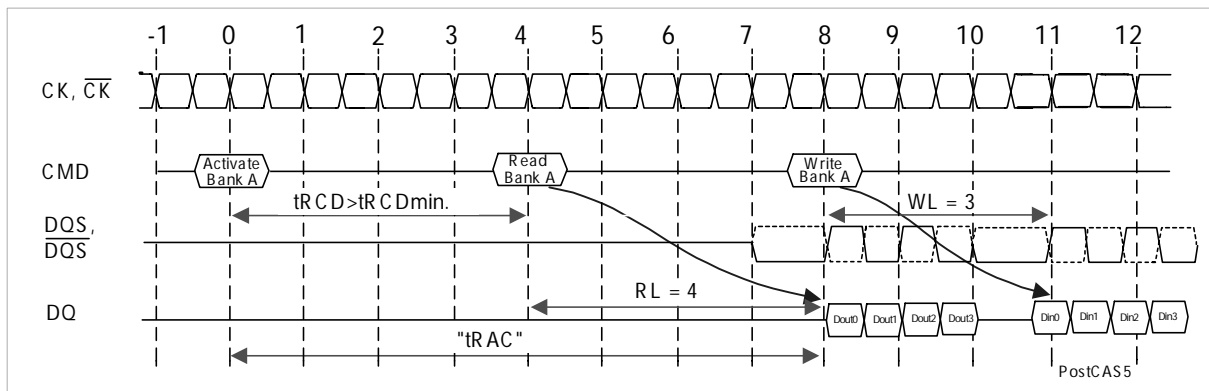 -1 0 1 2 3 4 5 6 7 8 9 10 11 12
CK, CK
CMD
Activate
Bank A
Read
Bank A
Write
Bank A
tRCD>tRCDmin.
WL = 3
DQS,
DQS
RL = 4
DQ
Dout0 Dout1 Dout2 Dout3
Din0 Din1 Din2 Din3
"tRAC"
PostCAS5